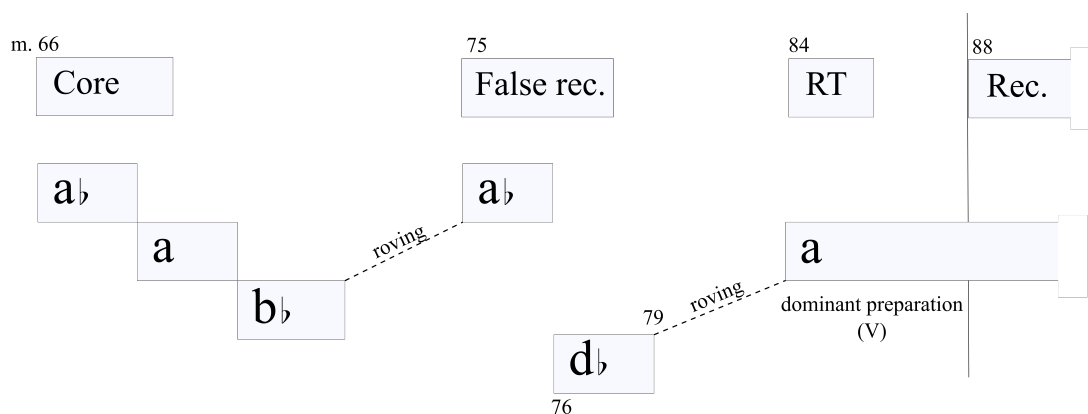 m. 66
75
84
88
Core
False rec.
RT
Rec.
a♭
a♭
a
roving
a
b♭
roving
dominant preparation
(V)
79
d♭
76